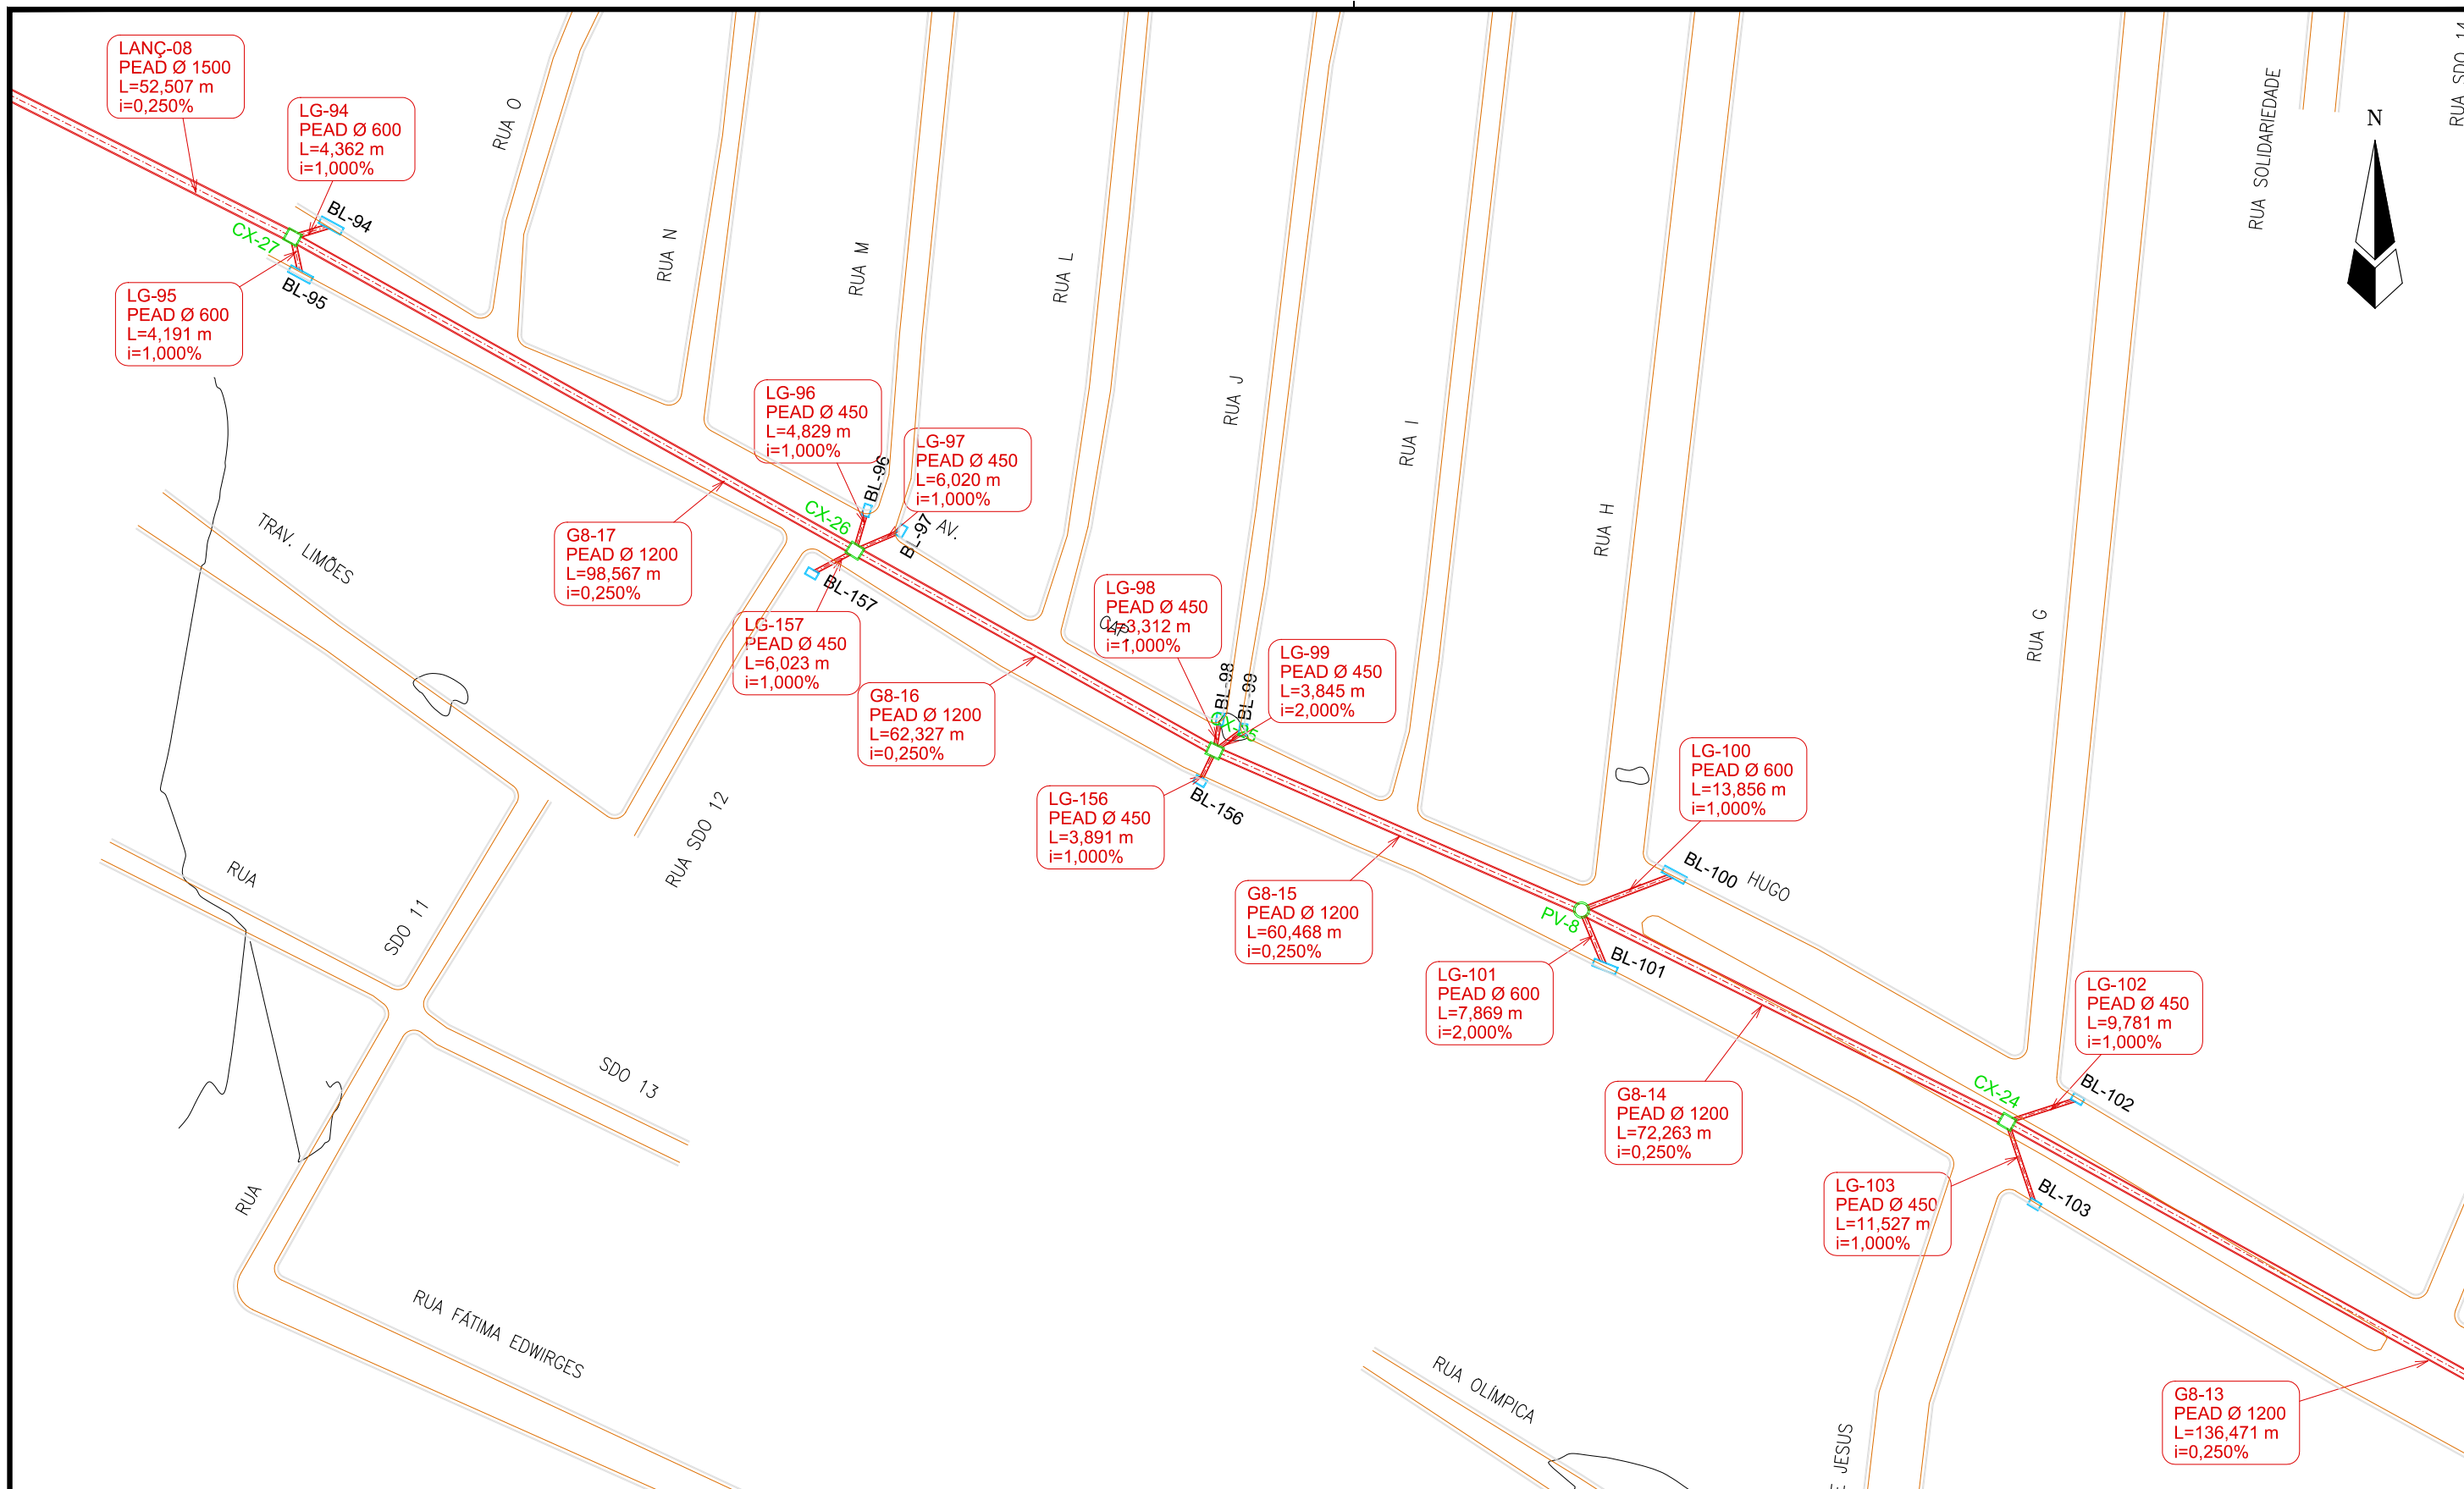 LANÇ-08
PEAD Ø 1500
L=52,507 m
i=0,250%
LG-94
PEAD Ø 600
L=4,362 m
i=1,000%
RUA O
RUA SOLIDARIEDADE
RUA SDO 14
N
BL-94
CX-27
BL-95
LG-95
PEAD Ø 600
L=4,191 m
i=1,000%
RUA N
RUA M
RUA L
RUA J
RUA I
RUA H
RUA G
LG-96
PEAD Ø 450
L=4,829 m
i=1,000%
LG-97
PEAD Ø 450
L=6,020 m
i=1,000%
BL-96
CX-26
BL-97
AV.
BL-157
TRAV. LIMÕES
G8-17
PEAD Ø 1200
L=98,567 m
i=0,250%
LG-157
PEAD Ø 450
L=6,023 m
i=1,000%
LG-98
PEAD Ø 450
L=3,312 m
i=1,000%
CAP.
LG-99
PEAD Ø 450
L=3,845 m
i=2,000%
BL-98
BL-99
CX-25
G8-16
PEAD Ø 1200
L=62,327 m
i=0,250%
BL-156
LG-156
PEAD Ø 450
L=3,891 m
i=1,000%
LG-100
PEAD Ø 600
L=13,856 m
i=1,000%
BL-100
HUGO
PV-8
BL-101
G8-15
PEAD Ø 1200
L=60,468 m
i=0,250%
LG-101
PEAD Ø 600
L=7,869 m
i=2,000%
RUA SDO 12
RUA
SDO 11
SDO 13
RUA
RUA FÁTIMA EDWIRGES
LG-102
PEAD Ø 450
L=9,781 m
i=1,000%
CX-24
BL-102
G8-14
PEAD Ø 1200
L=72,263 m
i=0,250%
LG-103
PEAD Ø 450
L=11,527 m
i=1,000%
BL-103
RUA OLÍMPICA
E JESUS
G8-13
PEAD Ø 1200
L=136,471 m
i=0,250%